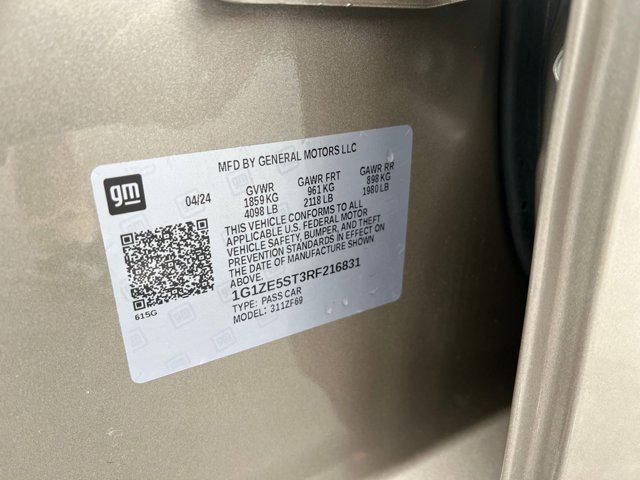 MFD BY GENERAL MOTORS LLC
gm
04/24
GVWR GAWR FRT GAWR RR
1859 KG 961 KG 898 KG
4098 LB 2118 LB 1980 LB
THIS VEHICLE CONFORMS TO ALL
APPLICABLE U.S. FEDERAL MOTOR
VEHICLE SAFETY, BUMPER, AND THEFT
PREVENTION STANDARDS IN EFFECT ON
THE DATE OF MANUFACTURE SHOWN
ABOVE.
1G1ZE5ST3RF216831
615G
TYPE: PASS CAR
MODEL: 311ZF69